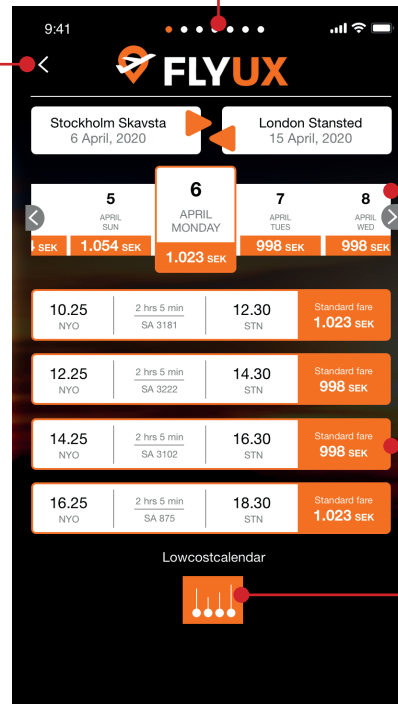 9:41
FLYUX
Stockholm Skavsta
6 April, 2020
London Stansted
15 April, 2020
5
APRIL
SUN
6
APRIL
MONDAY
7
APRIL
TUES
8
APRIL
WED
SEK
1.054 SEK
1.023 SEK
998 SEK
998 SEK
10.25
NYO
2 hrs 5 min
SA 3181
12.30
STN
Standard fare
1.023 SEK
12.25
NYO
2 hrs 5 min
SA 3222
14.30
STN
Standard fare
998 SEK
14.25
NYO
2 hrs 5 min
SA 3102
16.30
STN
Standard fare
998 SEK
16.25
NYO
2 hrs 5 min
SA 875
18.30
STN
Standard fare
1.023 SEK
Lowcostcalendar